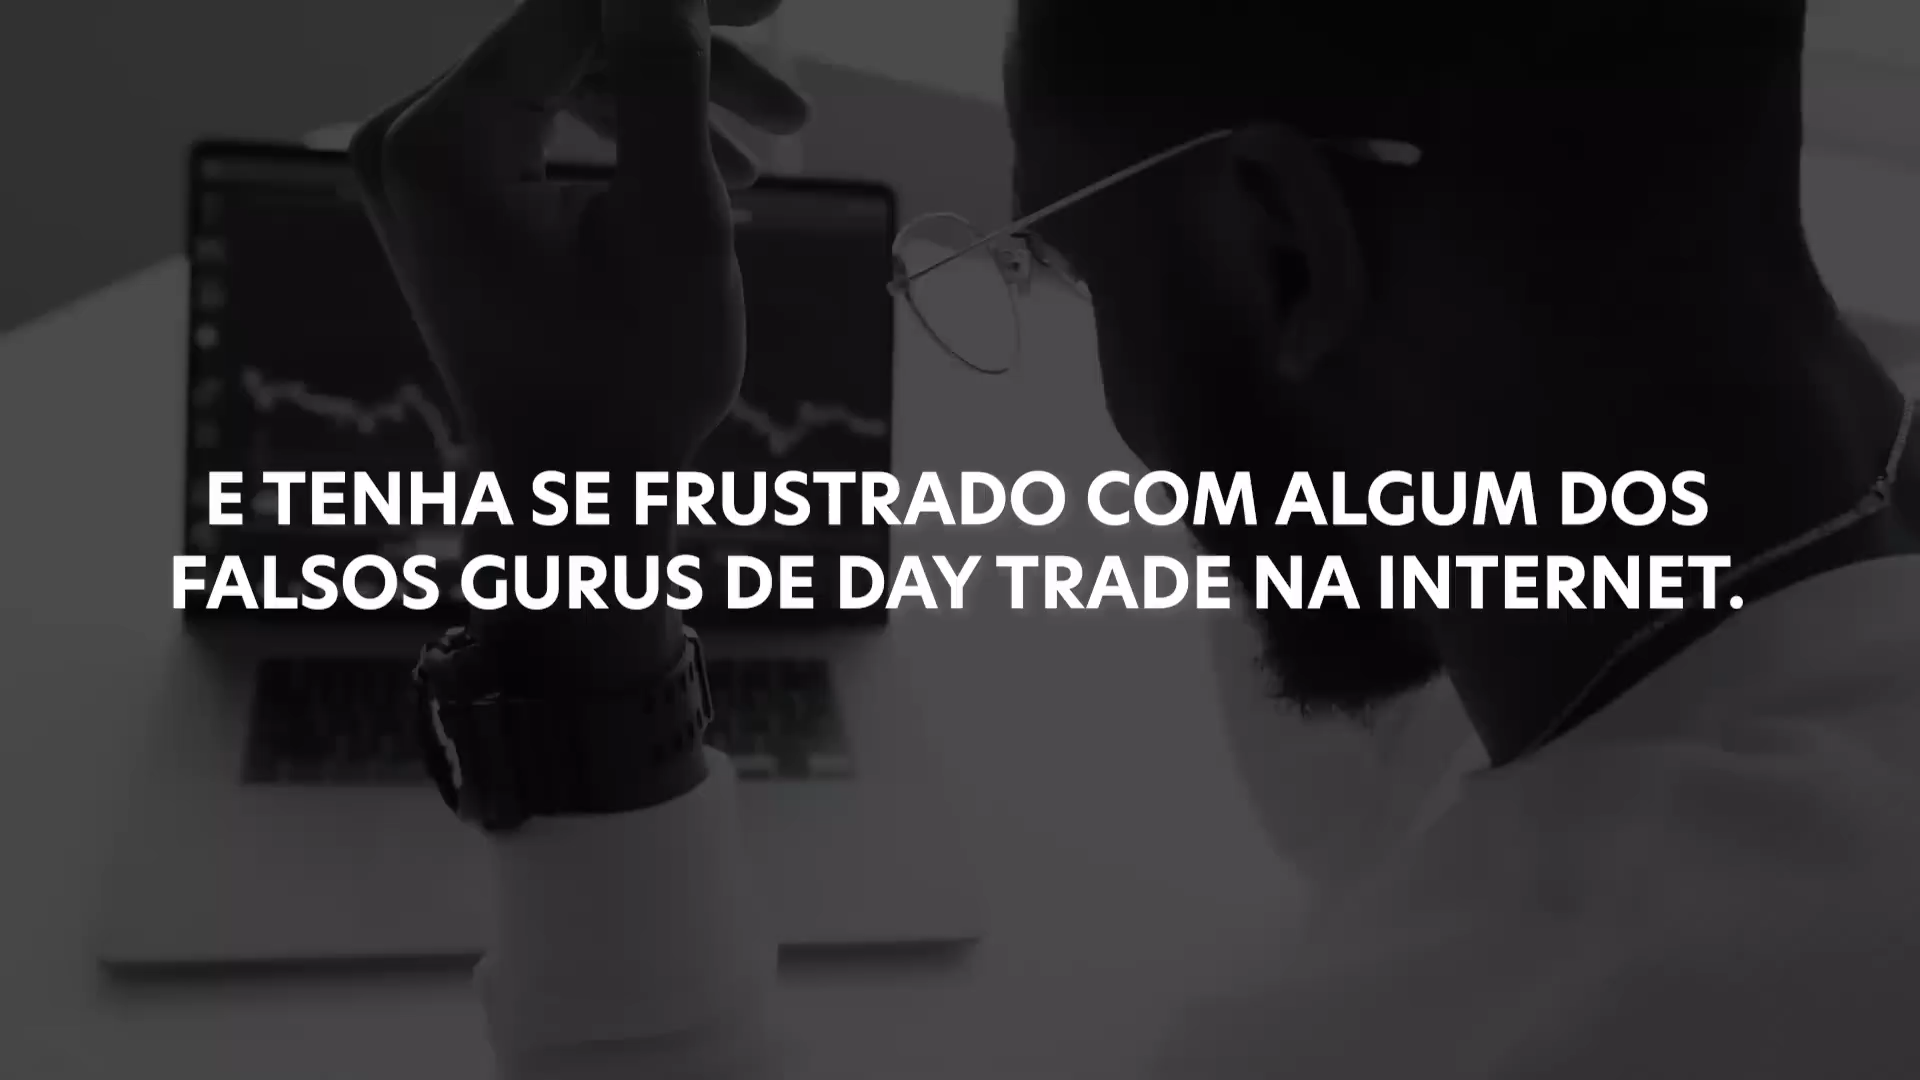 E TENHA SE FRUSTRADO COM ALGUM DOS
FALSOS GURUS DE DAY TRADE NA INTERNET.